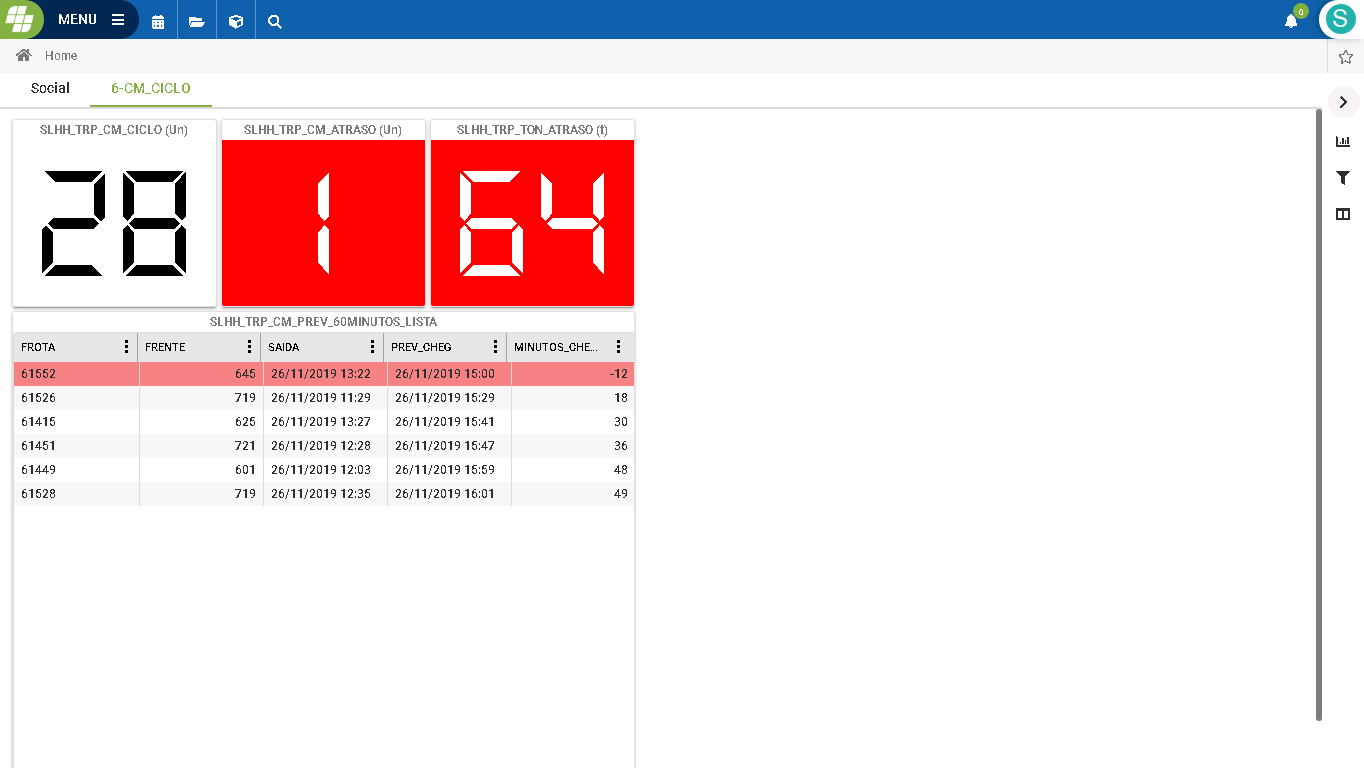 MENU
0
S
Home
Social 6-CM_CICLO
SLHH_TRP_CM_CICLO (Un) SLHH_TRP_CM_ATRASO (Un) SLHH_TRP_TON_ATRASO (t)
28 1 64
SLHH_TRP_CM_PREV_60MINUTOS_LISTA
FROTA FRENTE SAIDA PREV_CHEG MINUTOS_CHE...
61552 645 26/11/2019 13:22 26/11/2019 15:00 -12
61526 719 26/11/2019 11:29 26/11/2019 15:29 18
61415 625 26/11/2019 13:27 26/11/2019 15:41 30
61451 721 26/11/2019 12:28 26/11/2019 15:47 36
61449 601 26/11/2019 12:03 26/11/2019 15:59 48
61528 719 26/11/2019 12:35 26/11/2019 16:01 49